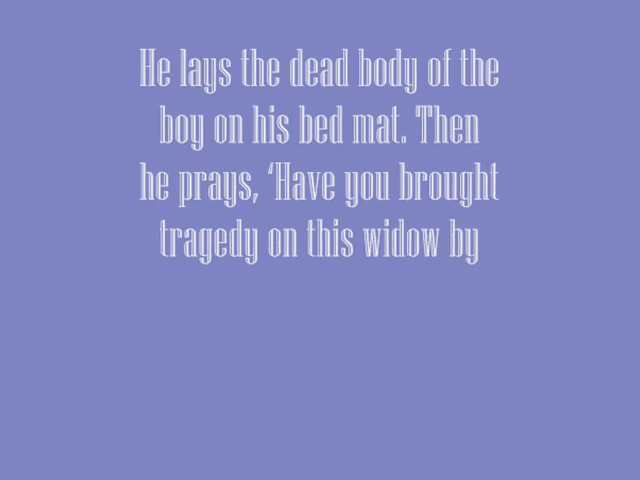 He lays the dead body of the
boy on his bed mat. Then
he prays, ‘Have you brought
tragedy on this widow by